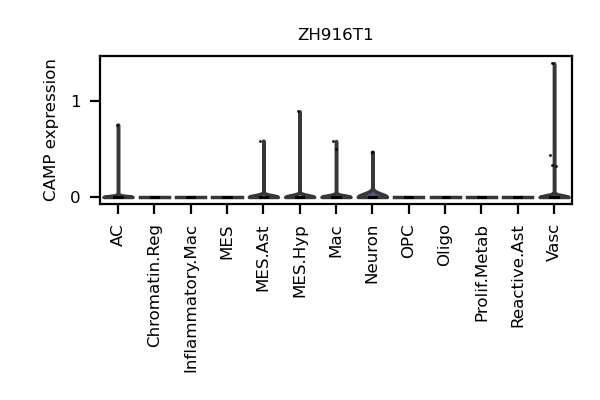 ZH916T1
CAMP expression
1
0
AC
Chromatin.Reg
Inflammatory.Mac
MES
MES.Ast
MES.Hyp
Mac
Neuron
OPC
Oligo
Prolif.Metab
Reactive.Ast
Vasc